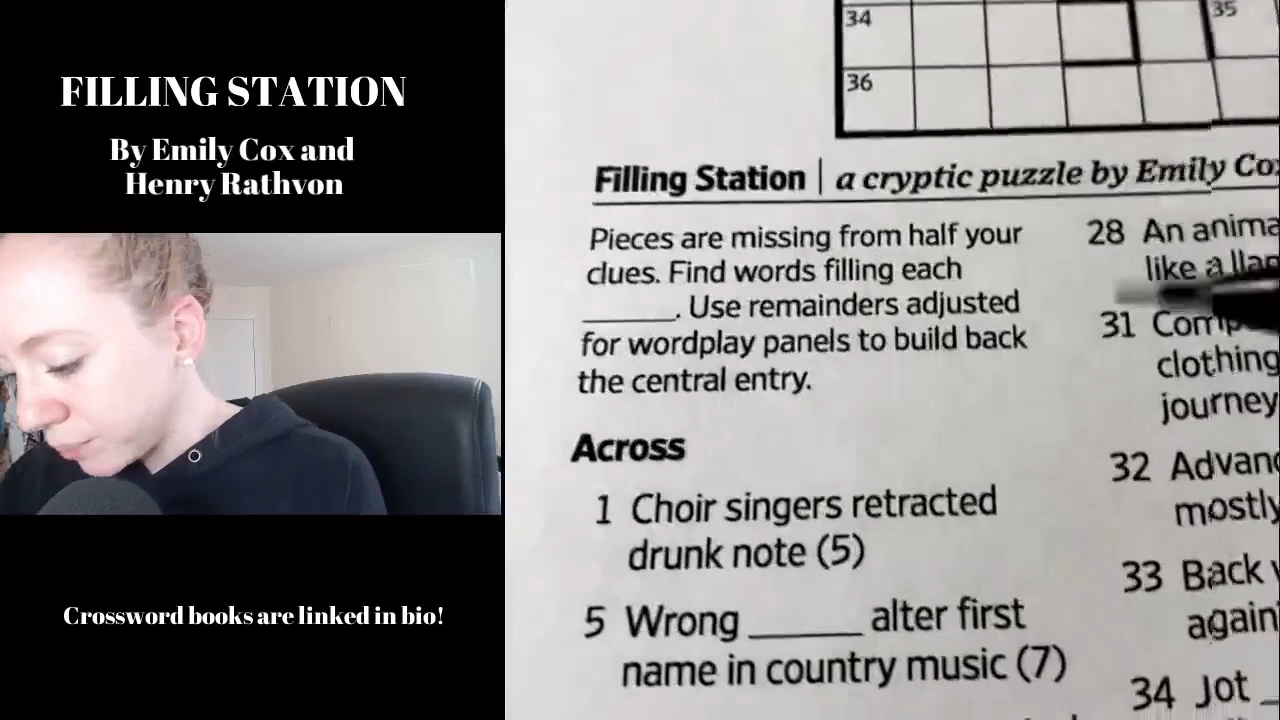 FILLING STATION
By Emily Cox and
Henry Rathvon
Crossword books are linked in bio!
34
35
36
Filling Station | a cryptic puzzle by Emily
Pieces are missing from half your
clues. Find words filling each
______. Use remainders adjusted
for wordplay panels to build back
the central entry.
Across
1 Choir singers retracted
drunk note (5)
5 Wrong ______ alter first
name in country music (7)
28 An
like a
31
clothing
journey
32
mostly
33 Back
again
34 Jot